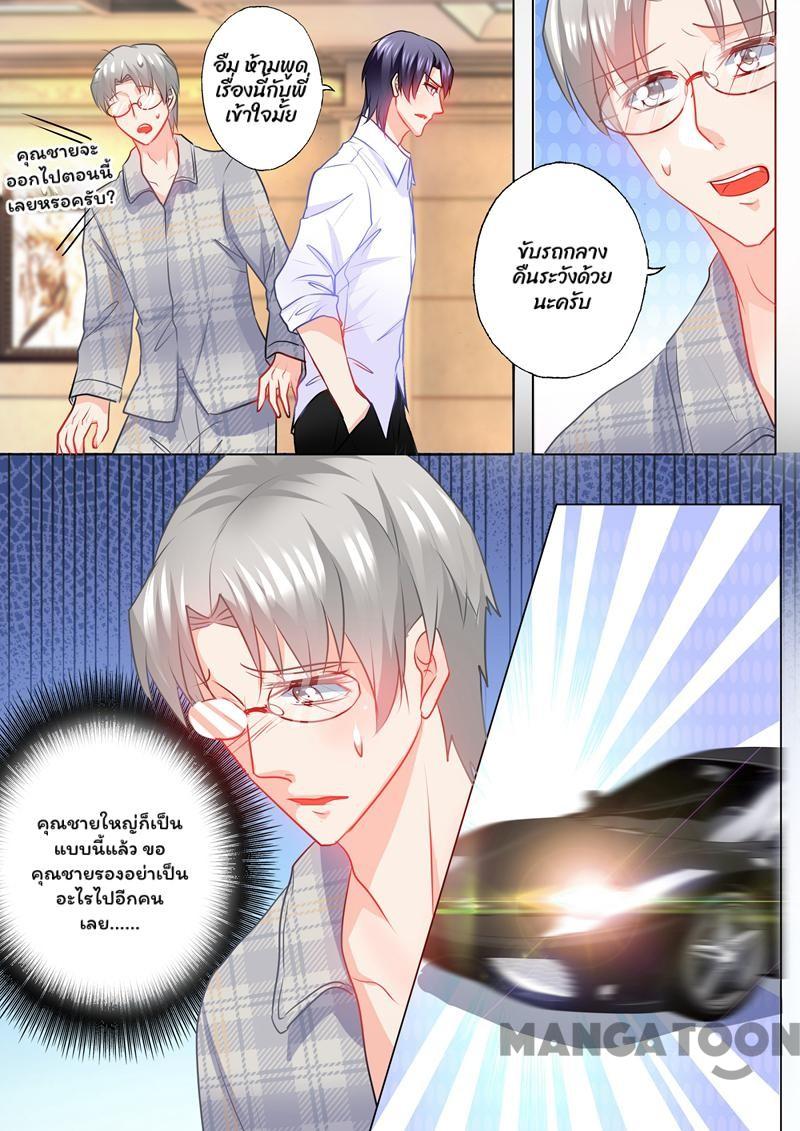 คุณชายจะ
ออกไปตอนนี้
เลยหรอครับ?
อืม ห้ามพูด
เรื่องนี้กับพี่
เข้าใจมั้ย
ขับรถกลาง
คืนระวังด้วย
นะครับ
คุณชายใหญ่ก็เป็น
แบบนี้แล้ว ขอ
คุณชายรองอย่าเป็น
อะไรไปอีกคน
เลย......
MANGATOON